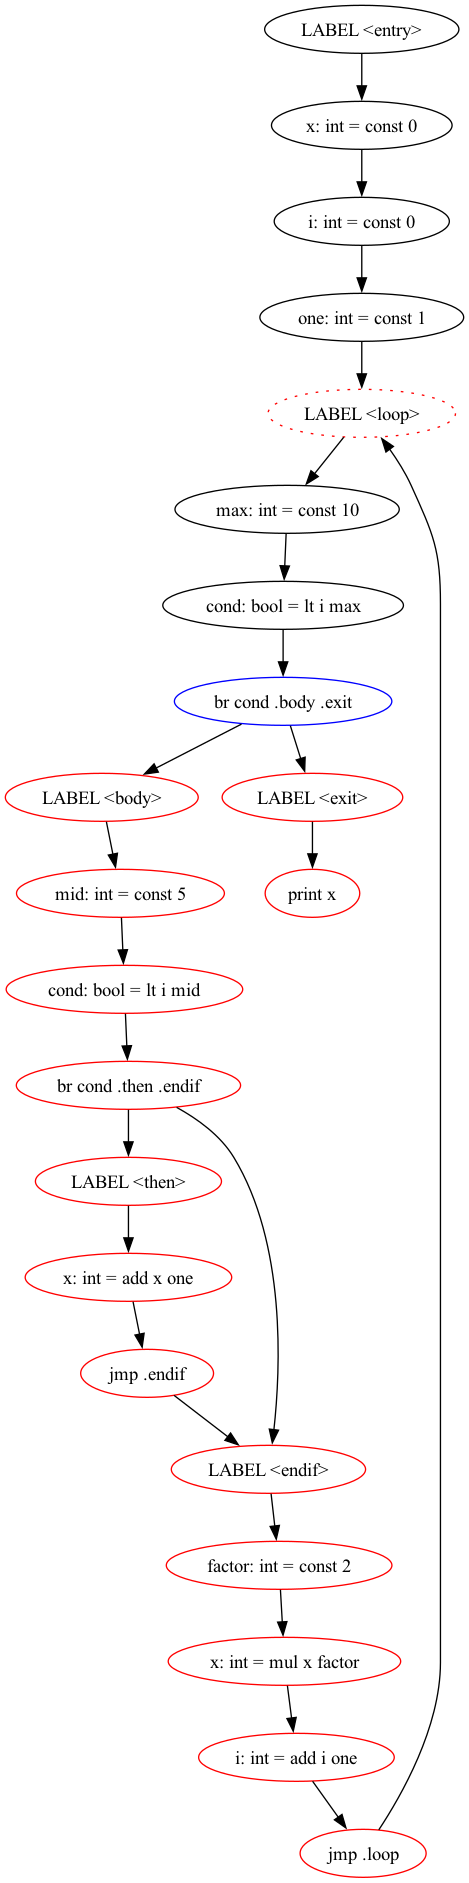 LABEL <entry>
x: int = const 0
i: int = const 0
one: int = const 1
LABEL <loop>
max: int = const 10
cond: bool = lt i max
br cond .body .exit
LABEL <body>
LABEL <exit>
mid: int = const 5
print x
cond: bool = lt i mid
br cond .then .endif
LABEL <then>
x: int = add x one
jmp .endif
LABEL <endif>
factor: int = const 2
x: int = mul x factor
i: int = add i one
jmp .loop